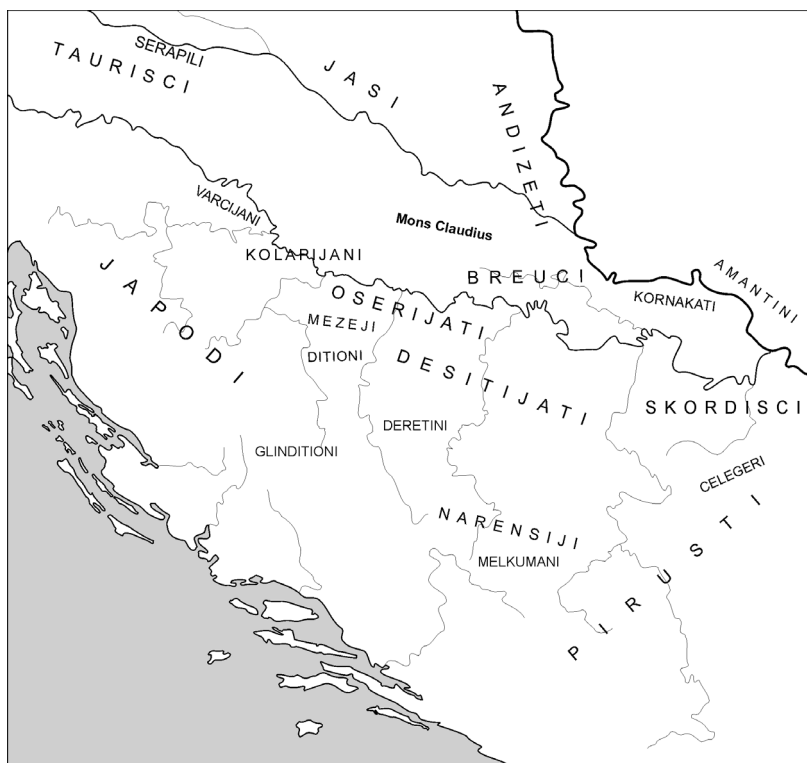 SERAPILI
TAURISCI
JASI
ANDIZETI
VARCIJANI
Mons Claudius
KOLAPIJANI
BREUCI
AMANTINI
KORNAKATI
JAPODI
OSERIJATI
MEZEJI
DITIONI
DESITIJATI
SKORDISCI
DERETINI
GLINDITIONI
CELEGERI
NARENSIJI
MELKUMANI
PIRUSTI